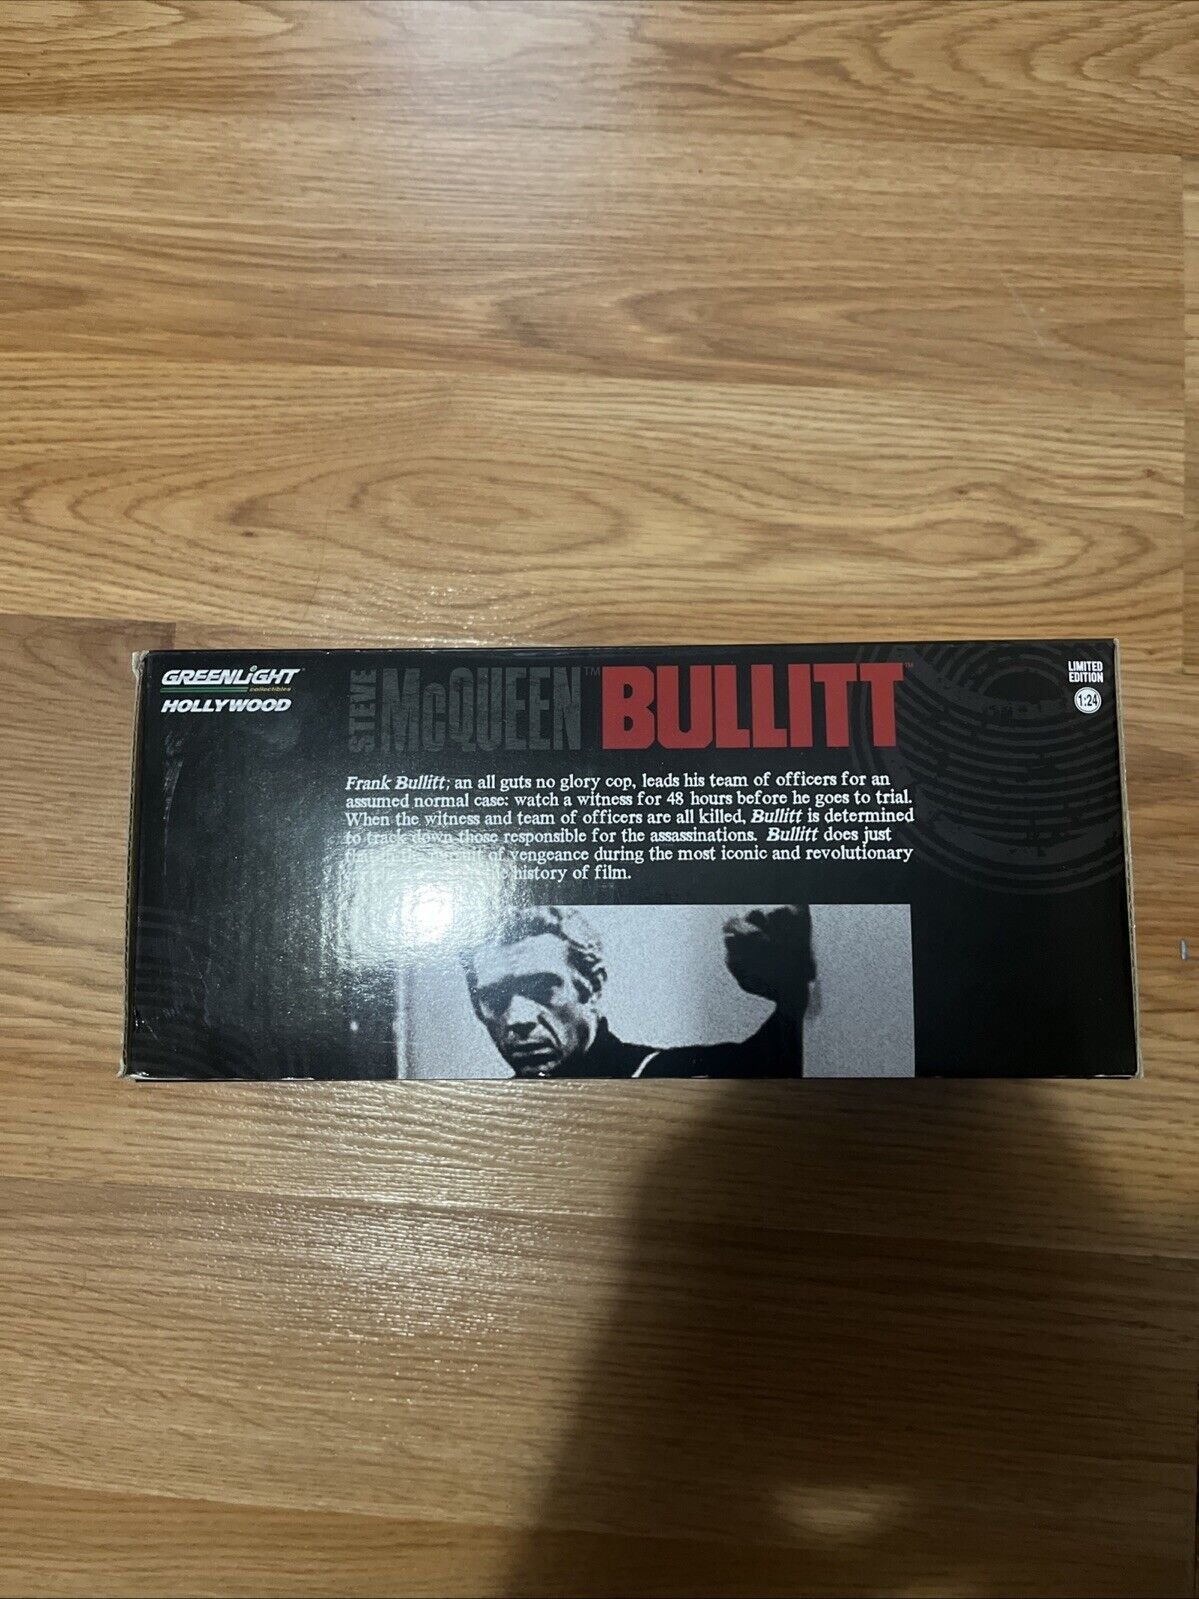 GREENLIGHT
collectibles
HOLLYWOOD
STEVE
McQUEEN™ BULLITT™
LIMITED
EDITION
1:24
Frank Bullitt; an all guts no glory cop, leads his team of officers for an
assumed normal case: watch a witness for 48 hours before he goes to trial.
When the witness and team of officers are all killed, Bullitt is determined
to track down those responsible for the assassinations. Bullitt does just
of vengeance during the most iconic and revolutionary
history of film.